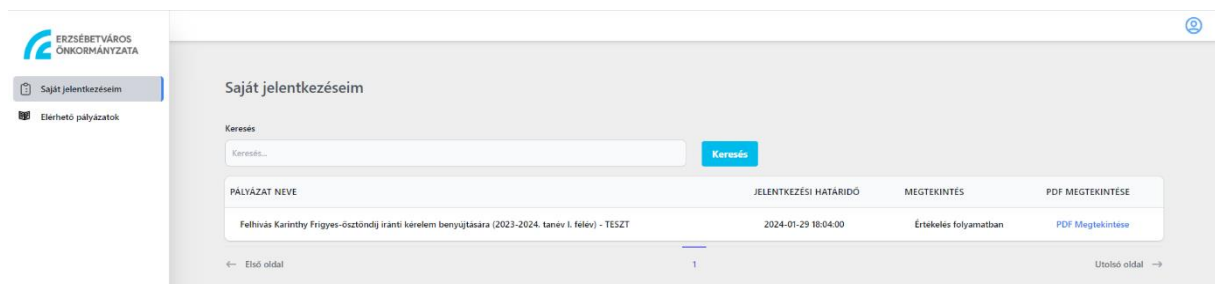 ERZSÉBETVÁROS
ÖNKORMÁNYZATA
Saját jelentkezéseim
Elérhető pályázatok
Saját jelentkezéseim
Keresés
Keresés...
Keresés
PÁLYÁZAT NEVE JELENTKEZÉSI HATÁRIDŐ MEGTEKINTÉS PDF MEGTEKINTÉSE
Felhívás Karinthy Frigyes-ösztöndíj iránti kérelem benyújtására (2023-2024. tanév I. félév) - TESZT 2024-01-29 18:04:00 Értékelés folyamatban PDF Megtekintése
← Első oldal 1 Utolsó oldal →